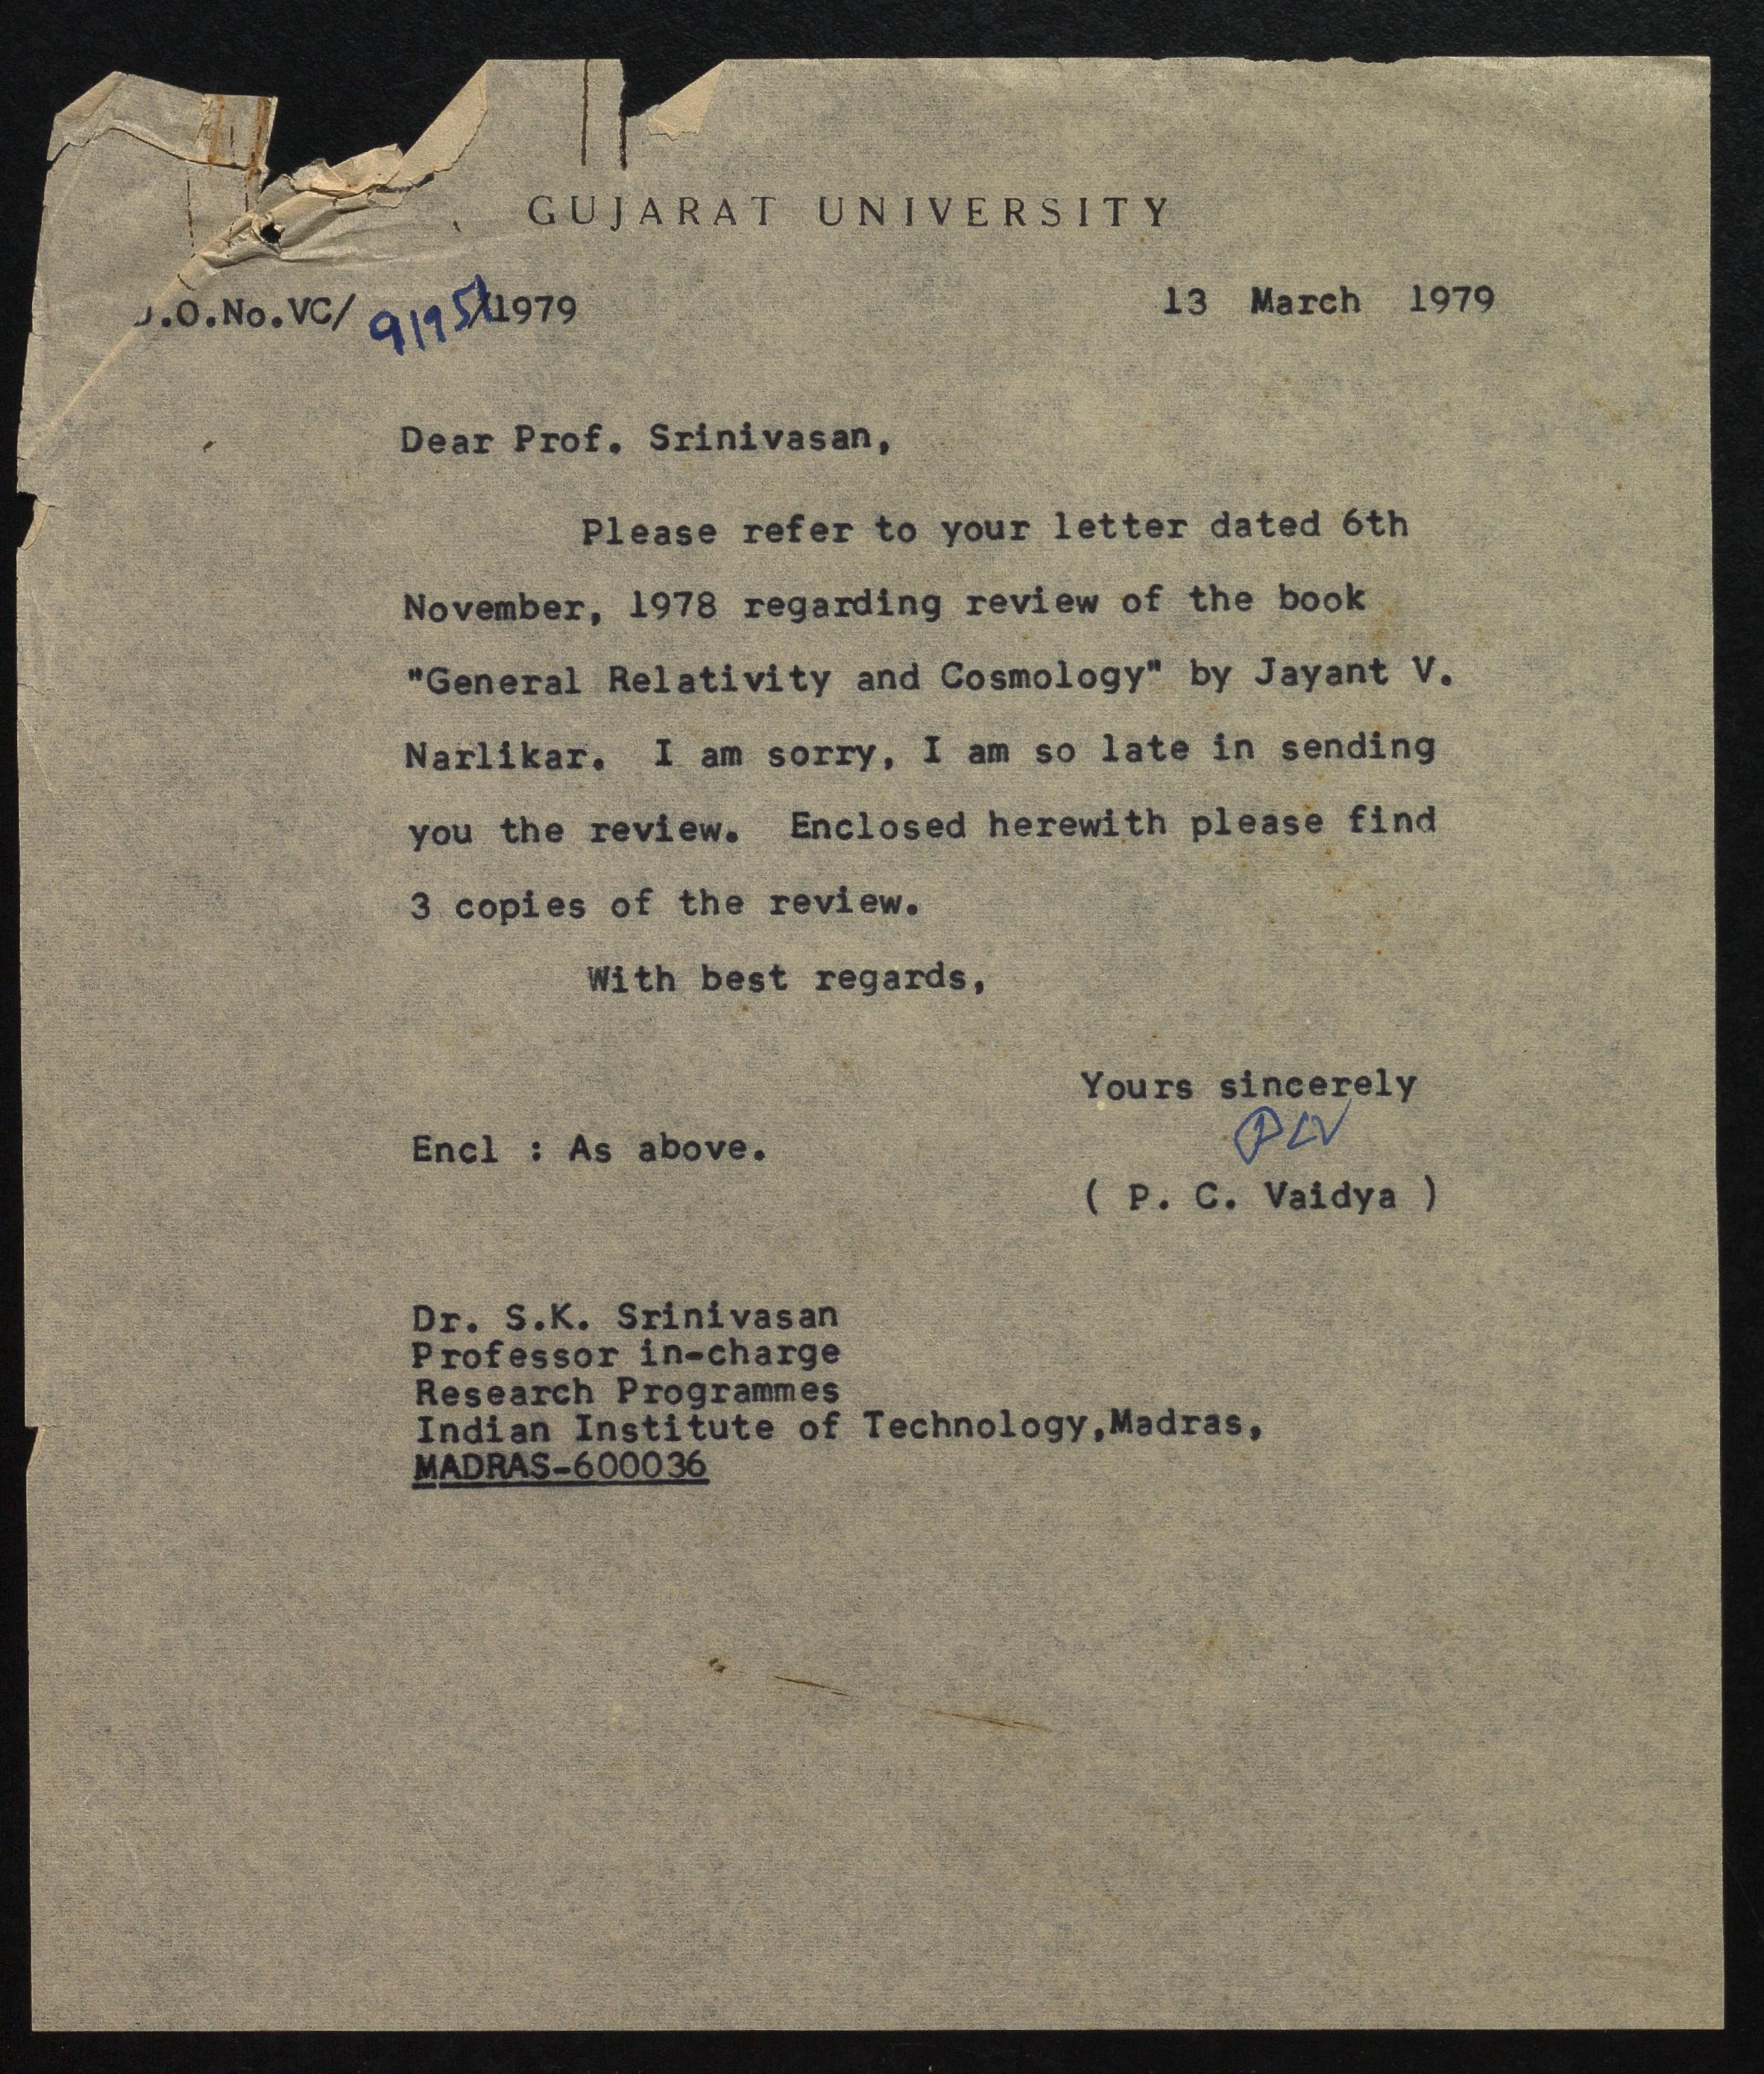 GUJARAT UNIVERSITY
.O.No.VC/ 9195/1979 13 March 1979
Dear Prof. Srinivasan,
Please refer to your letter dated 6th
November, 1978 regarding review of the book
"General Relativity and Cosmology" by Jayant V.
Narlikar. I am sorry, I am so late in sending
you the review. Enclosed herewith please find
3 copies of the review.
With best regards,
Yours sincerely
PCV
Encl : As above.
( P. C. Vaidya )
Dr. S.K. Srinivasan
Professor in-charge
Research Programmes
Indian Institute of Technology,Madras,
MADRAS-600036